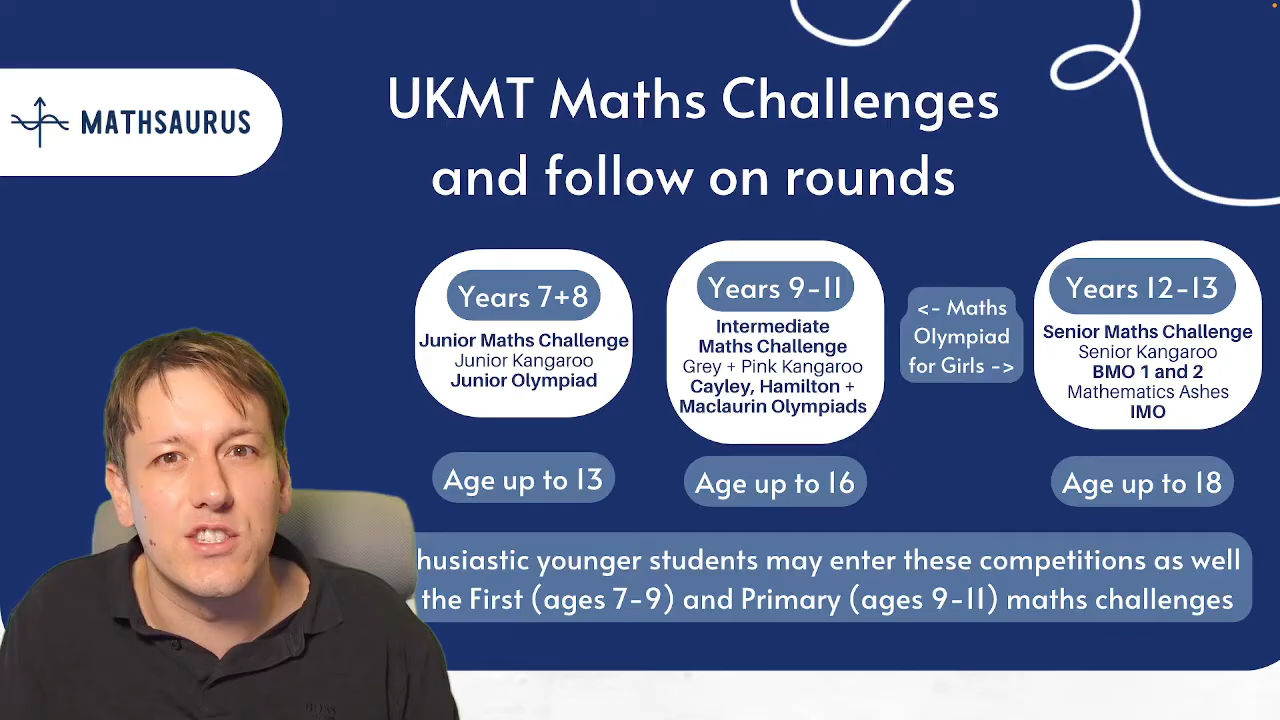 MATHSAURUS
UKMT Maths Challenges
and follow on rounds
Years 7+8
Junior Maths Challenge
Junior Kangaroo
Junior Olympiad
Age up to 13
Years 9-11
Intermediate
Maths Challenge
Grey + Pink Kangaroo
Cayley, Hamilton +
Maclaurin Olympiads
Age up to 16
<- Maths
Olympiad
for Girls ->
Years 12-13
Senior Maths Challenge
Senior Kangaroo
BMO 1 and 2
Mathematics Ashes
IMO
Age up to 18
husiastic younger students may enter these competitions as well
the First (ages 7-9) and Primary (ages 9-11) maths challenges
BOSS